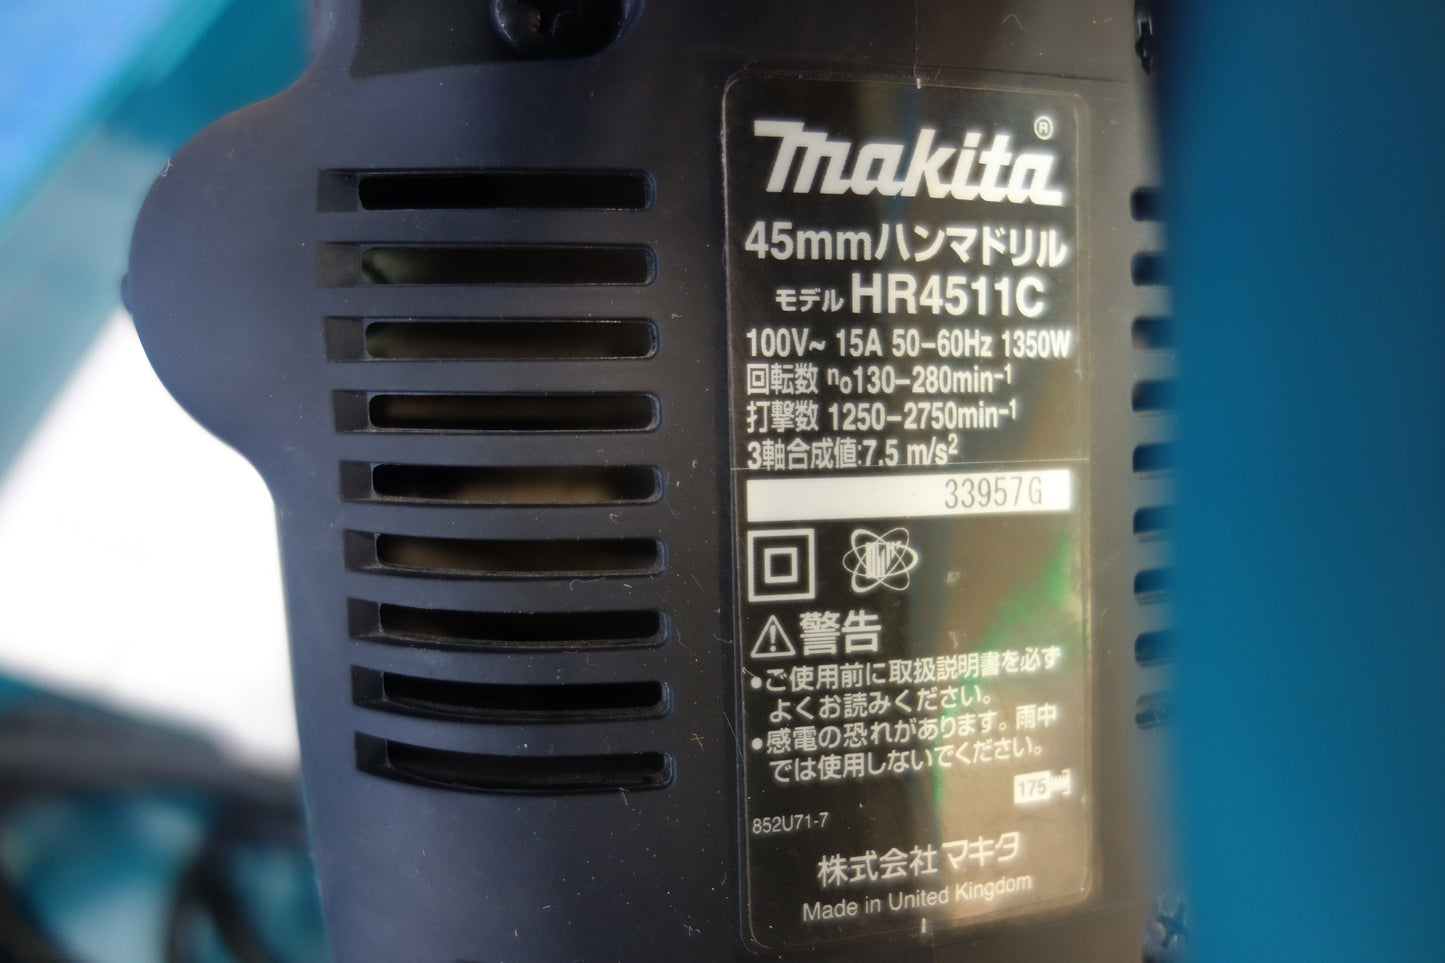 makita®
45mmハンマドリル
モデル HR4511C
100V~ 15A 50-60Hz 1350W
回転数 n₀130-280min⁻¹
打撃数 1250-2750min⁻¹
3軸合成値:7.5 m/s²
33957G
⚠警告
•ご使用前に取扱説明書を必ず
よくお読みください。
•感電の恐れがあります。雨中
では使用しないでください。
175
852U71-7
株式会社 マキタ
Made in United Kingdom